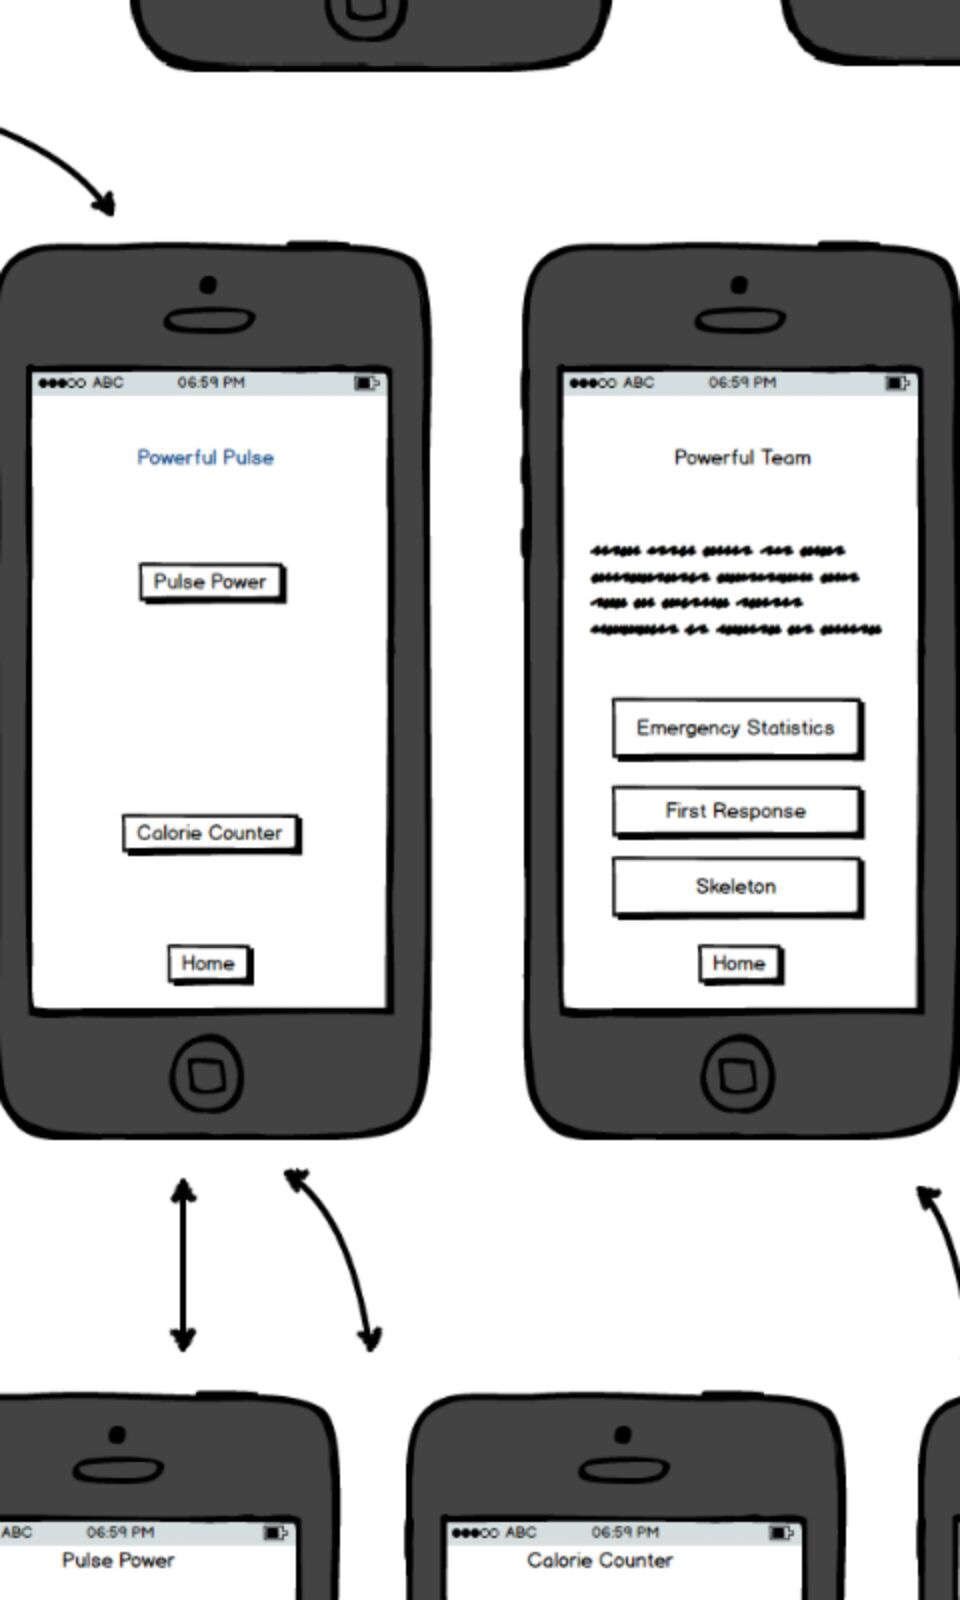 ABC 06:59 PM
Powerful Pulse
Pulse Power
Calorie Counter
Home
ABC 06:59 PM
Powerful Team
Emergency Statistics
First Response
Skeleton
Home
ABC 06:59 PM
Pulse Power
ABC 06:59 PM
Calorie Counter